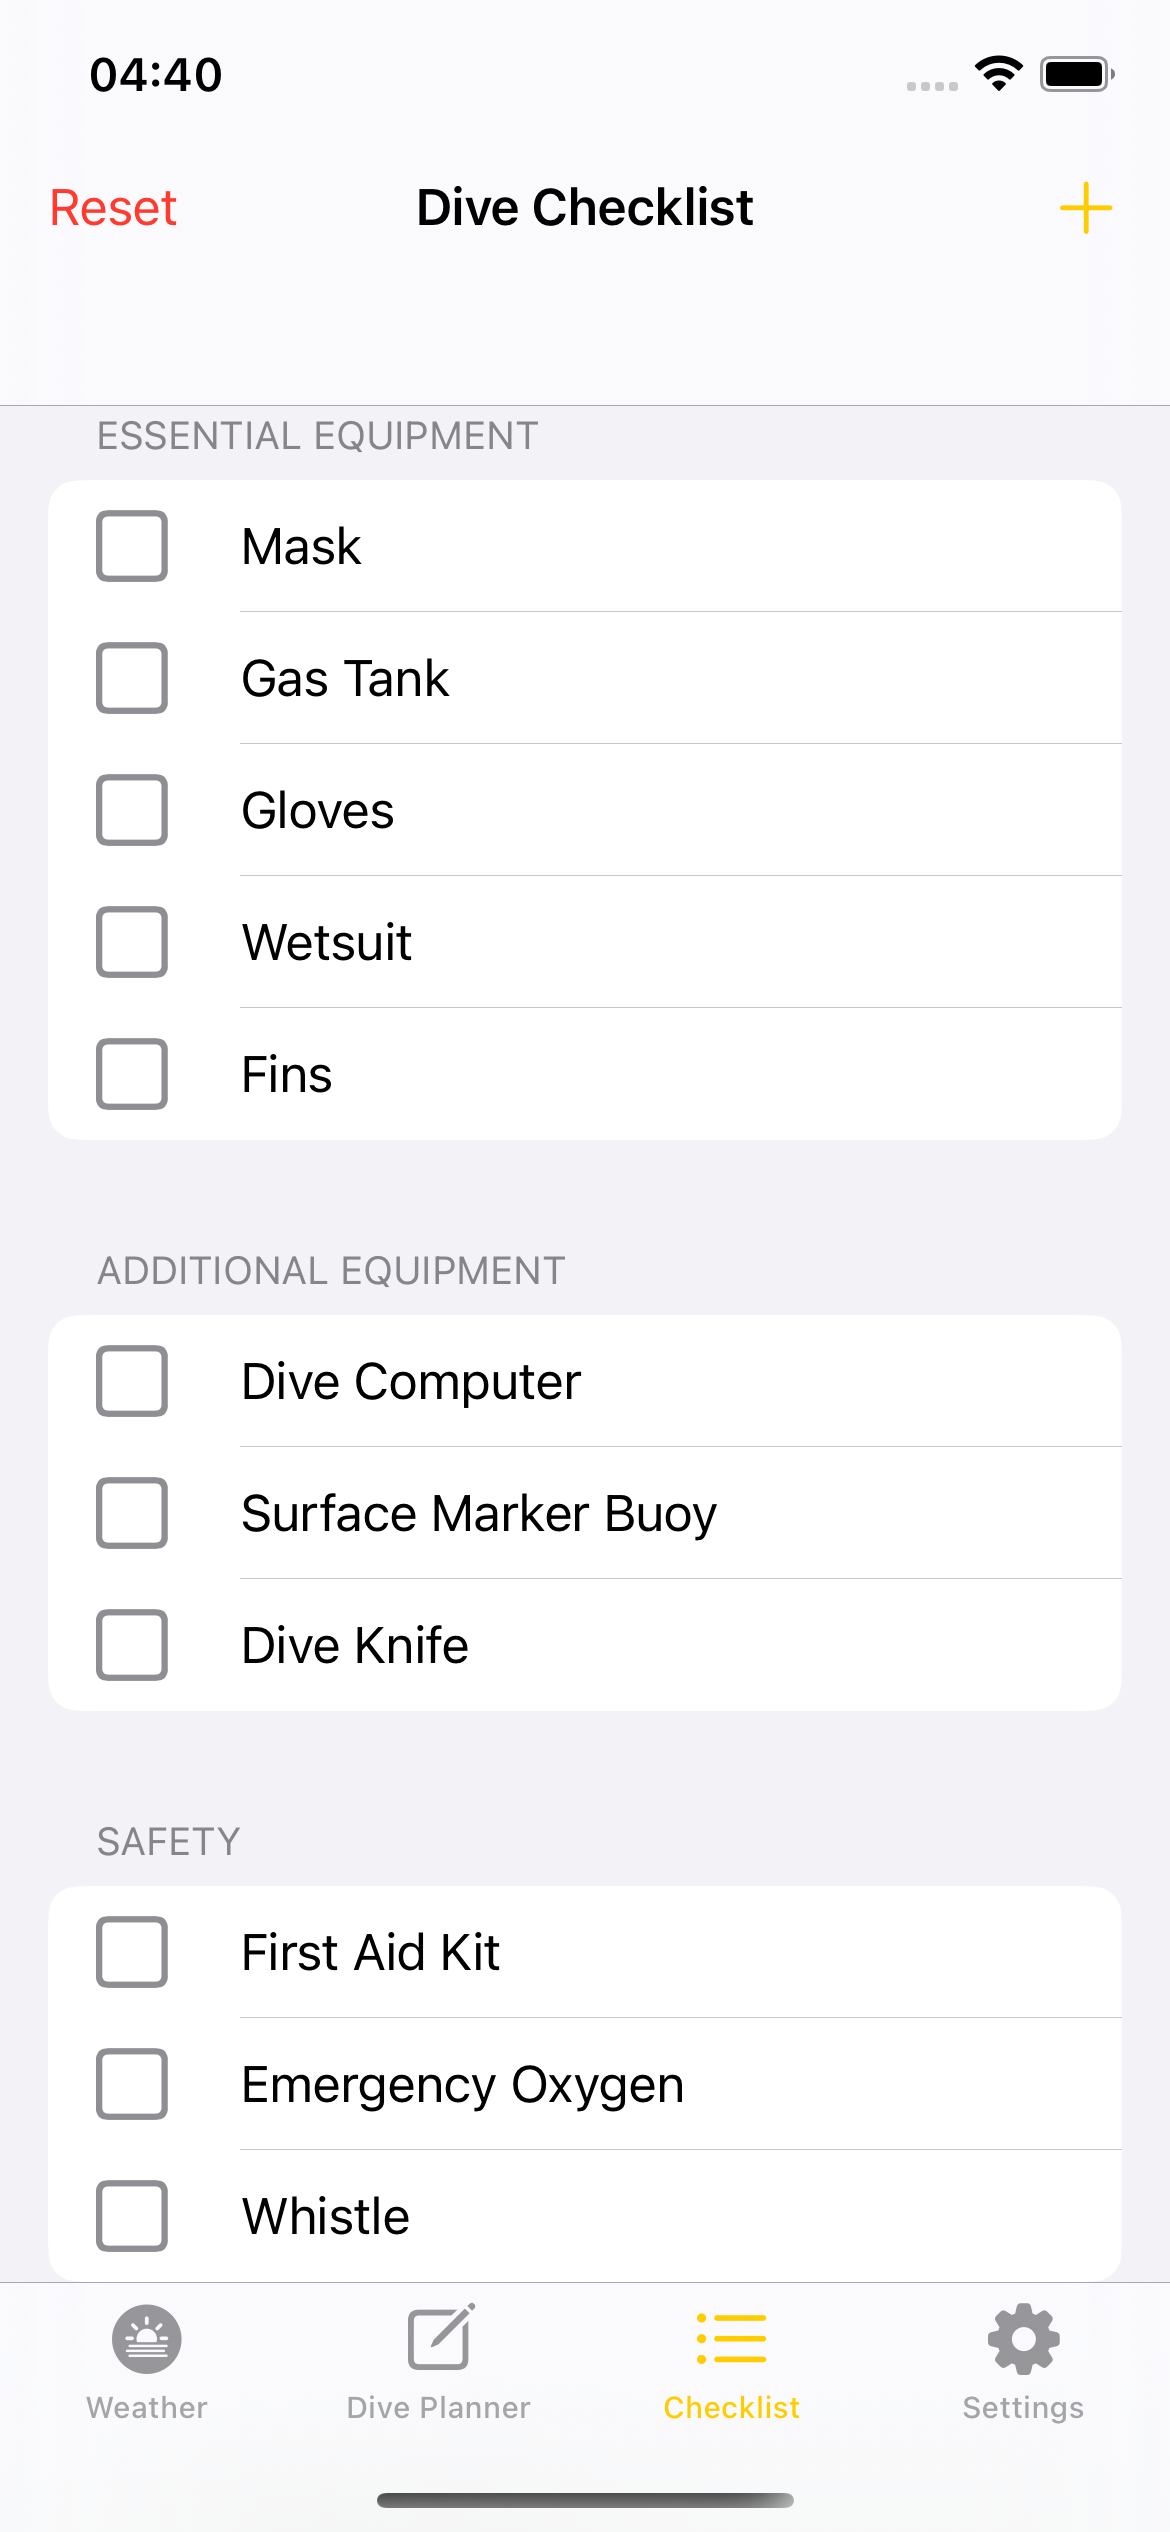 04:40
Reset
Dive Checklist
ESSENTIAL EQUIPMENT
Mask
Gas Tank
Gloves
Wetsuit
Fins
ADDITIONAL EQUIPMENT
Dive Computer
Surface Marker Buoy
Dive Knife
SAFETY
First Aid Kit
Emergency Oxygen
Whistle
Weather
Dive Planner
Checklist
Settings